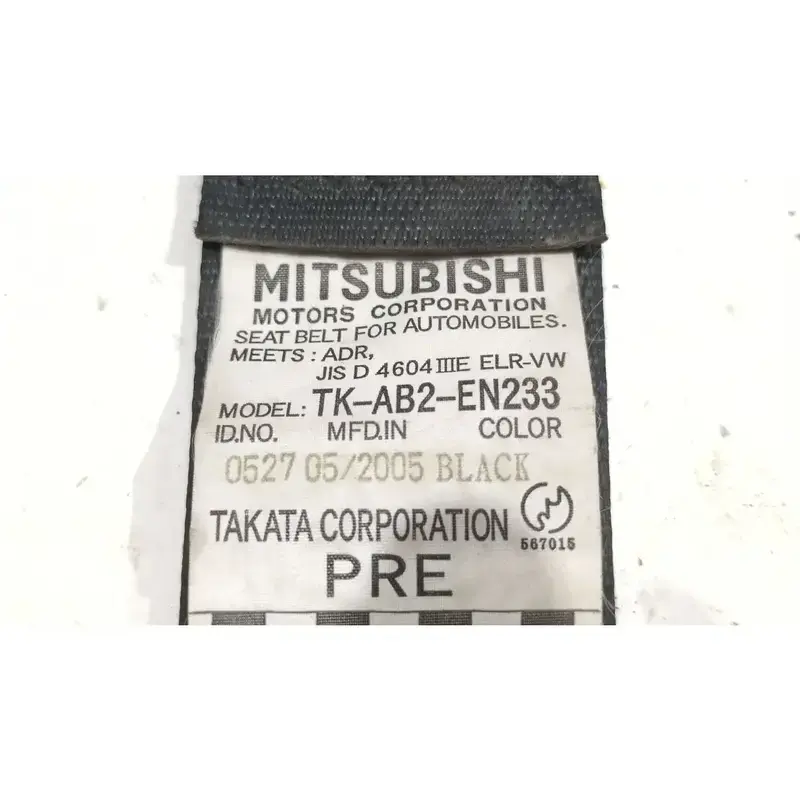 MITSUBISHI
MOTORS CORPORATION
SEAT BELT FOR AUTOMOBILES.
MEETS: ADR,
JIS D 4604 IIIE ELR-VW
MODEL: TK-AB2-EN233
ID.NO. MFD.IN COLOR
0527 05/2005 BLACK
TAKATA CORPORATION
567015
PRE